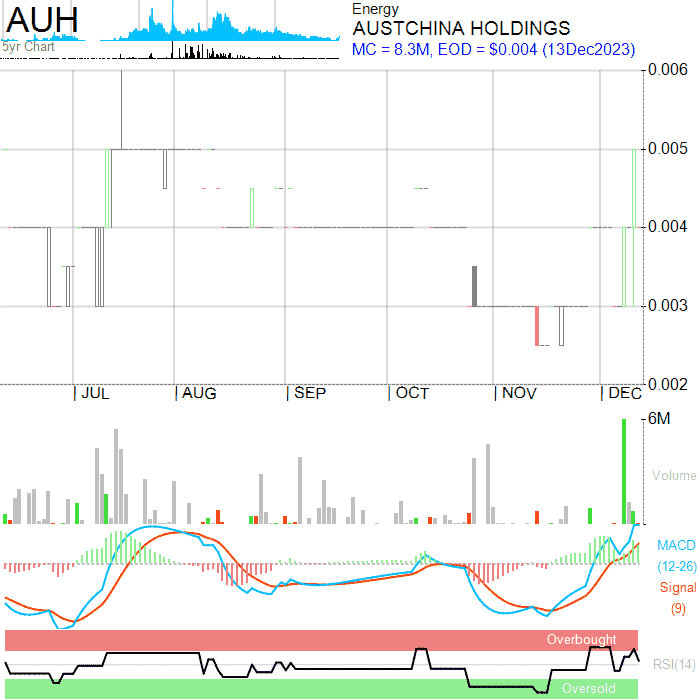 AUH
5yr Chart
Energy
AUSTCHINA HOLDINGS
MC = 8.3M, EOD = $0.004 (13Dec2023)
0.006
0.005
0.004
0.003
0.002
JUL AUG SEP OCT NOV DEC
6M
Volume
MACD
(12-26)
Signal
(9)
Overbought
RSI(14)
Oversold